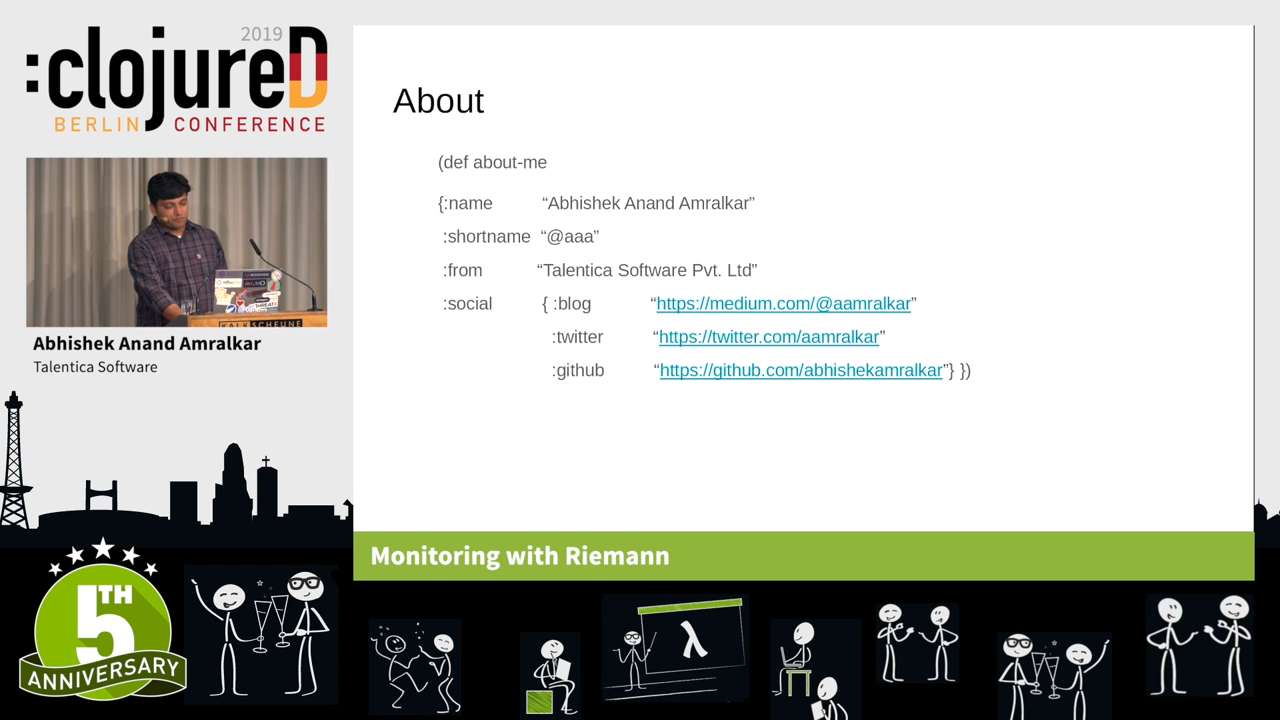 2019
:clojureD
BERLIN CONFERENCE
KALKSCHEUNE
Abhishek Anand Amralkar
Talentica Software
About
(def about-me
{:name “Abhishek Anand Amralkar”
:shortname “@aaa”
:from “Talentica Software Pvt. Ltd”
:social { :blog “https://medium.com/@aamralkar”
:twitter “https://twitter.com/aamralkar”
:github “https://github.com/abhishekamralkar”} })
Monitoring with Riemann
5TH
ANNIVERSARY
λ